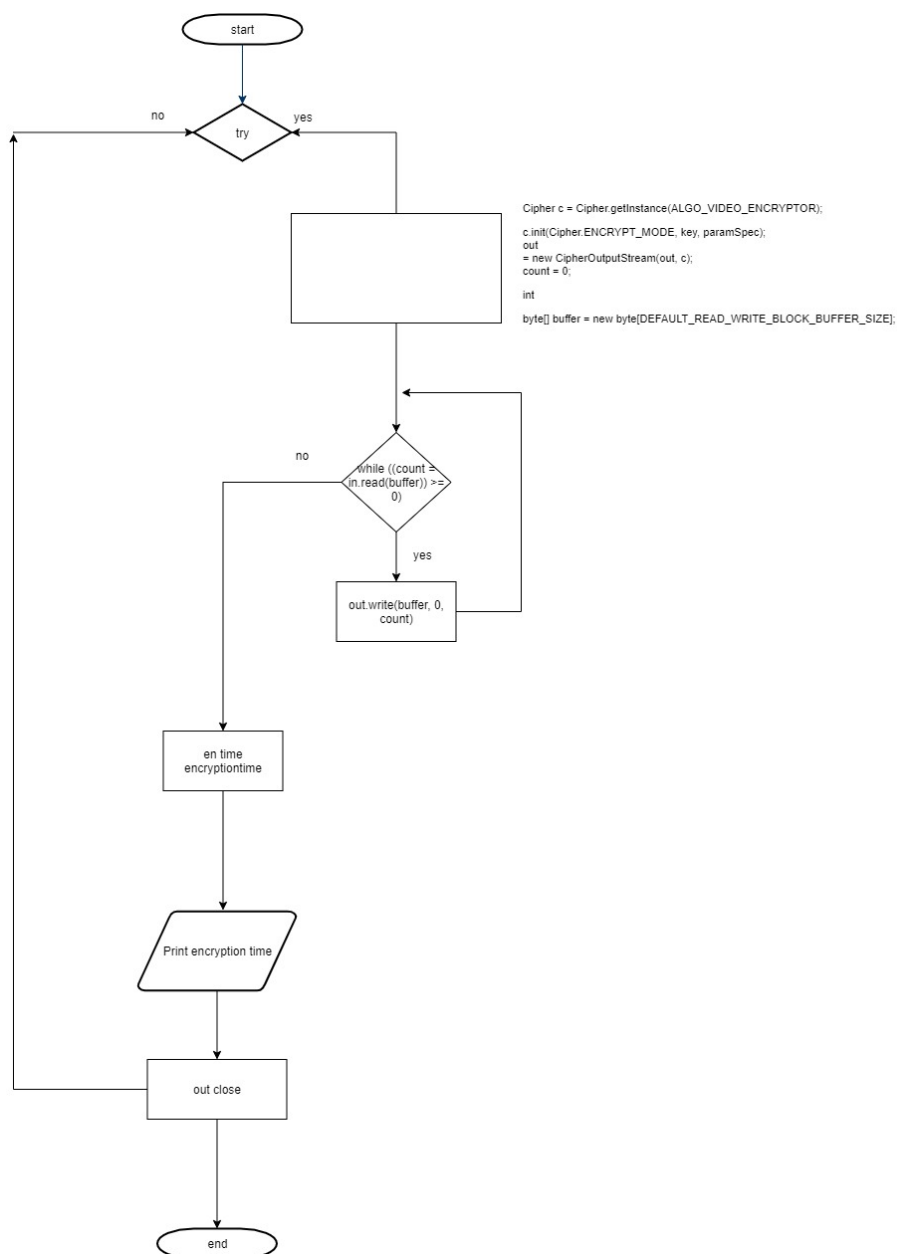 start
no
yes
try
Cipher c = Cipher.getInstance(ALGO_VIDEO_ENCRYPTOR);
c.init(Cipher.ENCRYPT_MODE, key, paramSpec);
out
= new CipherOutputStream(out, c);
count = 0;
int
byte[] buffer = new byte[DEFAULT_READ_WRITE_BLOCK_BUFFER_SIZE];
no
while ((count =
in.read(buffer)) >=
0)
yes
out.write(buffer, 0,
count)
en time
encryptiontime
Print encryption time
out close
end